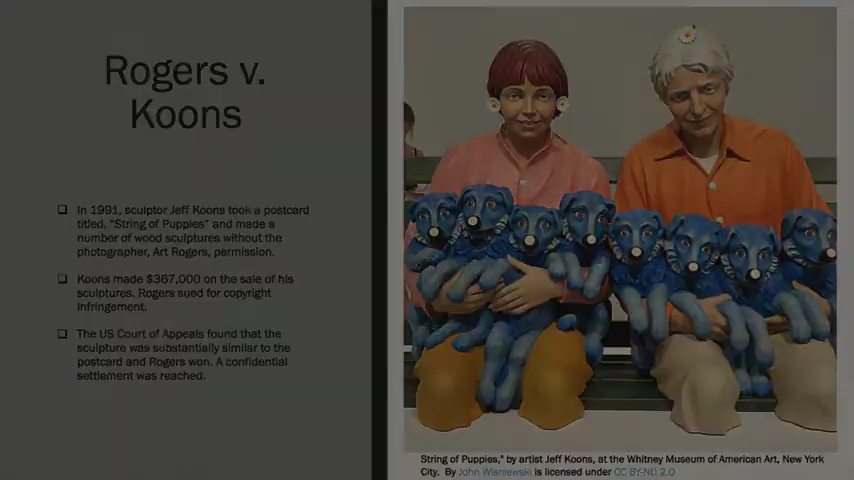 Rogers v.
Koons
In 1991, sculptor Jeff Koons took a postcard
titled, “String of Puppies” and made a
number of wood sculptures without the
photographer, Art Rogers, permission.
Koons made $367,000 on the sale of his
sculptures. Rogers sued for copyright
infringement.
The US Court of Appeals found that the
sculpture was substantially similar to the
postcard and Rogers won. A confidential
settlement was reached.
String of Puppies," by artist Jeff Koons, at the Whitney Museum of American Art, New York
City. By John Wisniewski is licensed under CC BY-ND 2.0